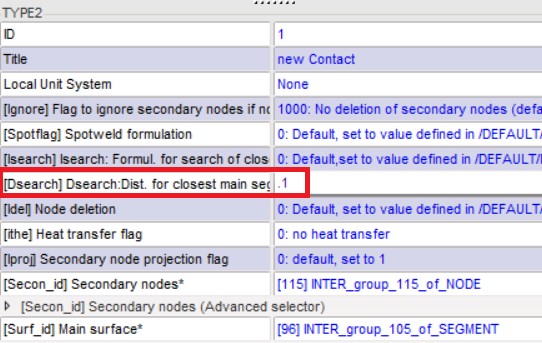 TYPE2
ID 1
Title new Contact
Local Unit System None
[Ignore] Flag to ignore secondary nodes if no 1000: No deletion of secondary nodes (defa
[Spotflag] Spotweld formulation 0: Default, set to value defined in /DEFAULT/
[Isearch] Isearch: Formul. for search of clos 0: Default,set to value defined in /DEFAULT/I
[Dsearch] Dsearch:Dist. for closest main seg .1
[Idel] Node deletion 0: Default, set to value defined in /DEFAULT/
[ithe] Heat transfer flag 0: no heat transfer
[Iproj] Secondary node projection flag 0: default, set to 1
[Secon_id] Secondary nodes* [115] INTER_group_115_of_NODE
[Secon_id] Secondary nodes (Advanced selector)
[Surf_id] Main surface* [96] INTER_group_105_of_SEGMENT